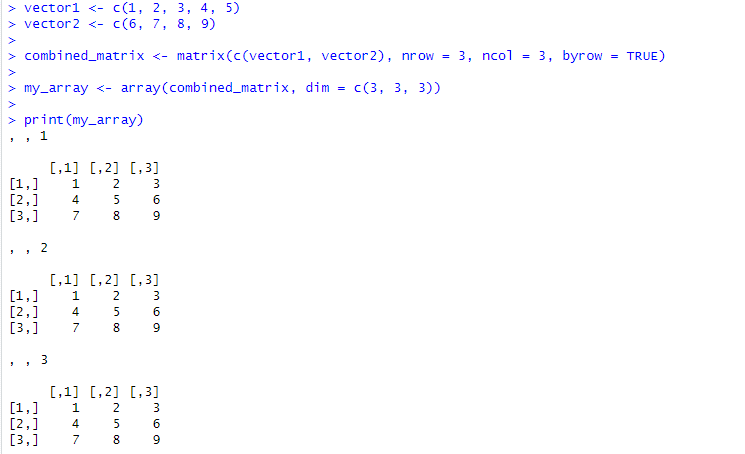 > vector1 <- c(1, 2, 3, 4, 5)
> vector2 <- c(6, 7, 8, 9)
>
> combined_matrix <- matrix(c(vector1, vector2), nrow = 3, ncol = 3, byrow = TRUE)
>
> my_array <- array(combined_matrix, dim = c(3, 3, 3))
>
> print(my_array)
, , 1
     [,1] [,2] [,3]
[1,]    1    2    3
[2,]    4    5    6
[3,]    7    8    9
, , 2
     [,1] [,2] [,3]
[1,]    1    2    3
[2,]    4    5    6
[3,]    7    8    9
, , 3
     [,1] [,2] [,3]
[1,]    1    2    3
[2,]    4    5    6
[3,]    7    8    9